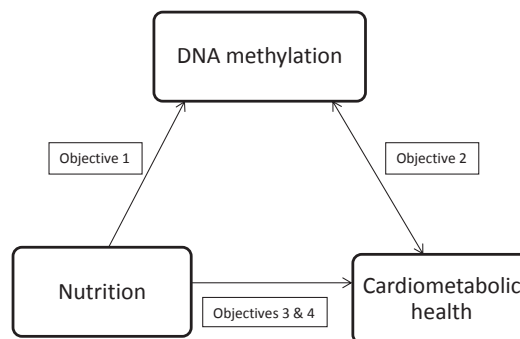 DNA methylation
Objective 1
Objective 2
Nutrition
Cardiometabolic
health
Objectives 3 & 4